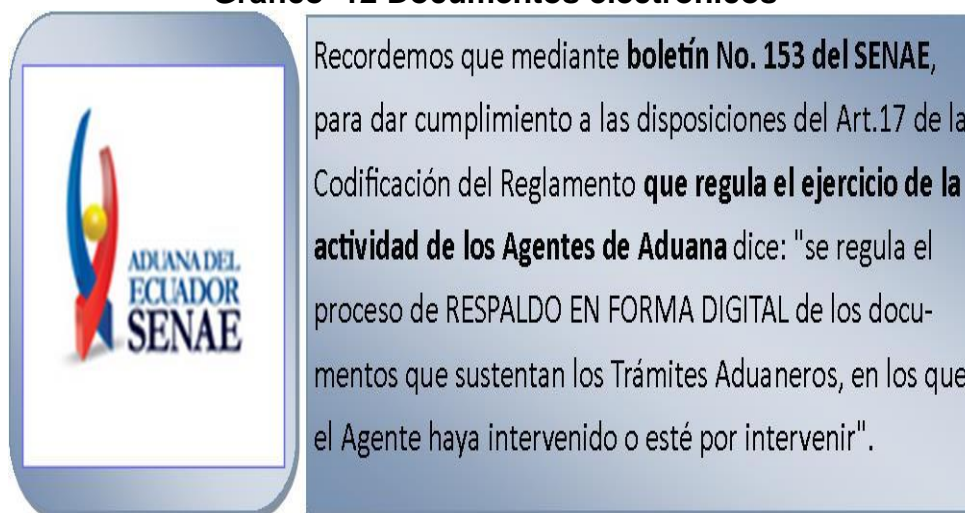 Gráfico 42 Documentos electrónicos
ADUANA DEL
ECUADOR
SENAE
Recordemos que mediante boletín No. 153 del SENAE,
para dar cumplimiento a las disposiciones del Art.17 de la
Codificación del Reglamento que regula el ejercicio de la
actividad de los Agentes de Aduana dice: "se regula el
proceso de RESPALDO EN FORMA DIGITAL de los docu-
mentos que sustentan los Trámites Aduaneros, en los que
el Agente haya intervenido o esté por intervenir".